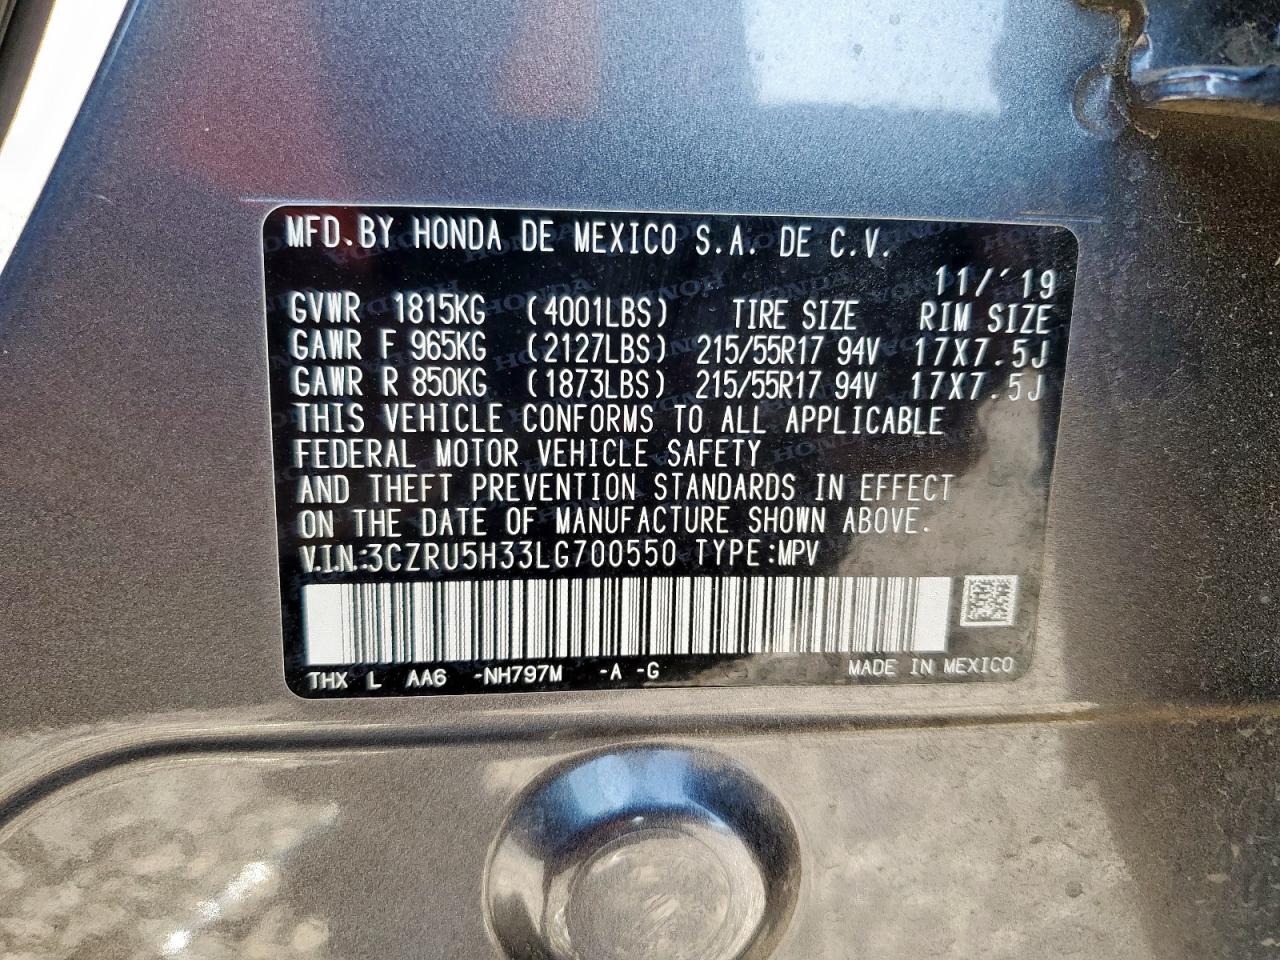 MFD.BY HONDA DE MEXICO S.A. DE C.V.
11/´19
GVWR 1815KG (4001LBS) TIRE SIZE RIM SIZE
GAWR F 965KG (2127LBS) 215/55R17 94V 17X7.5J
GAWR R 850KG (1873LBS) 215/55R17 94V 17X7.5J
THIS VEHICLE CONFORMS TO ALL APPLICABLE
FEDERAL MOTOR VEHICLE SAFETY
AND THEFT PREVENTION STANDARDS IN EFFECT
ON THE DATE OF MANUFACTURE SHOWN ABOVE.
V.I.N.:3CZRU5H33LG700550 TYPE:MPV
THX L AA6 -NH797M -A -G MADE IN MEXICO